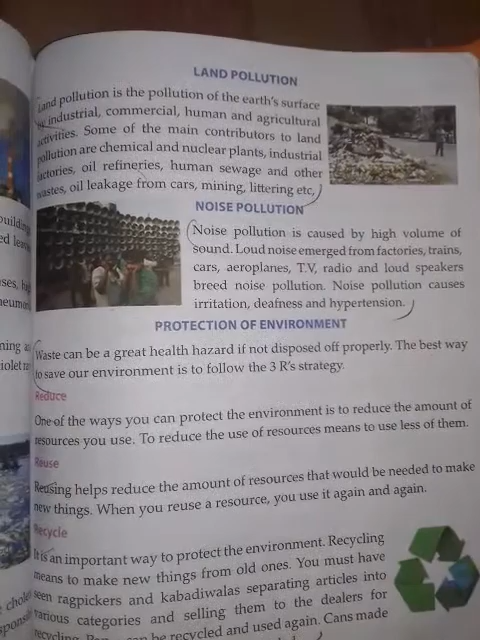 LAND POLLUTION
Land pollution is the pollution of the earth's surface
by industrial, commercial, human and agricultural
activities. Some of the main contributors to land
pollution are chemical and nuclear plants, industrial
factories, oil refineries, human sewage and other
wastes, oil leakage from cars, mining, littering etc,
NOISE POLLUTION
Noise pollution is caused by high volume of
sound. Loud noise emerged from factories, trains,
cars, aeroplanes, T.V, radio and loud speakers
breed noise pollution. Noise pollution causes
irritation, deafness and hypertension.
PROTECTION OF ENVIRONMENT
Waste can be a great health hazard if not disposed off properly. The best way
to save our environment is to follow the 3 R's strategy.
Reduce
One of the ways you can protect the environment is to reduce the amount of
resources you use. To reduce the use of resources means to use less of them.
Reuse
Reusing helps reduce the amount of resources that would be needed to make
new things. When you reuse a resource, you use it again and again.
Recycle
It is an important way to protect the environment. Recycling
means to make new things from old ones. You must have
seen ragpickers and kabadiwalas separating articles into
various categories and selling them to the dealers for
recycling. can be recycled and used again. Cans made